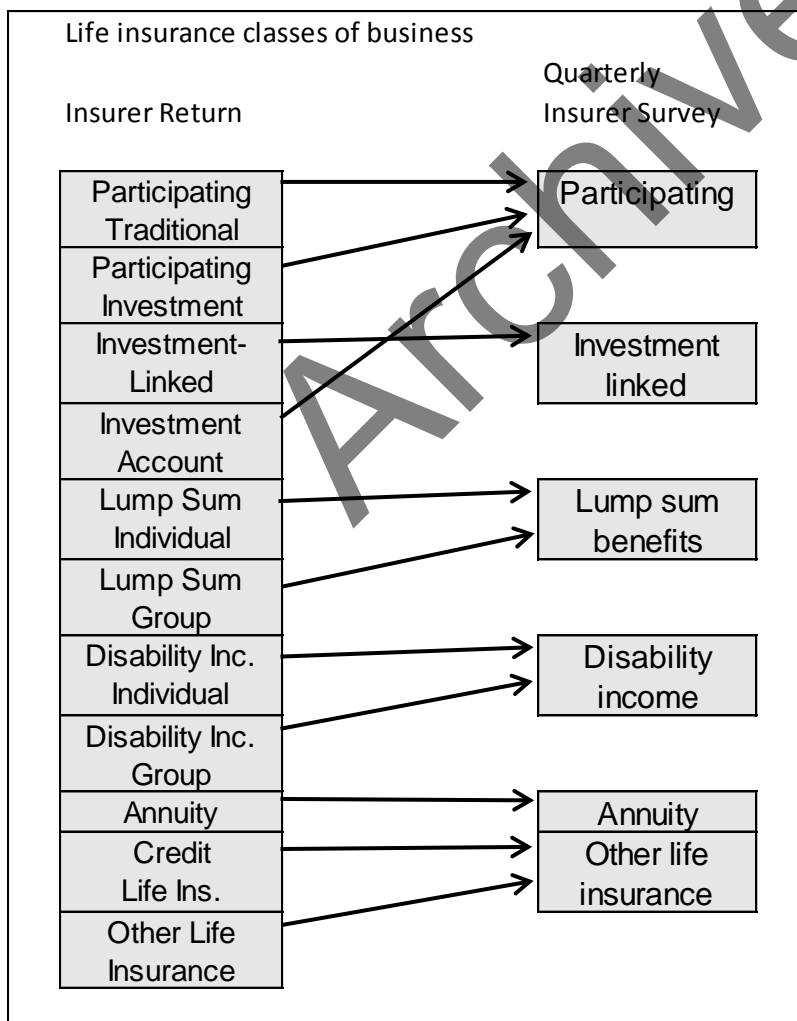 Life insurance classes of business
Insurer Return
Quarterly
Insurer Survey
Participating
Traditional
Participating
Investment
Investment-
Linked
Investment
Account
Lump Sum
Individual
Lump Sum
Group
Disability Inc.
Individual
Disability Inc.
Group
Annuity
Credit
Life Ins.
Other Life
Insurance
Participating
Investment
linked
Lump sum
benefits
Disability
income
Annuity
Other life
insurance
Archive